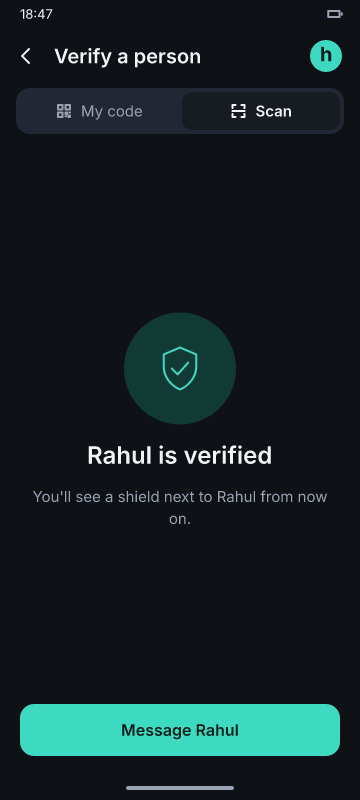 18:47
Verify a person
h
My code
Scan
Rahul is verified
You'll see a shield next to Rahul from now
on.
Message Rahul